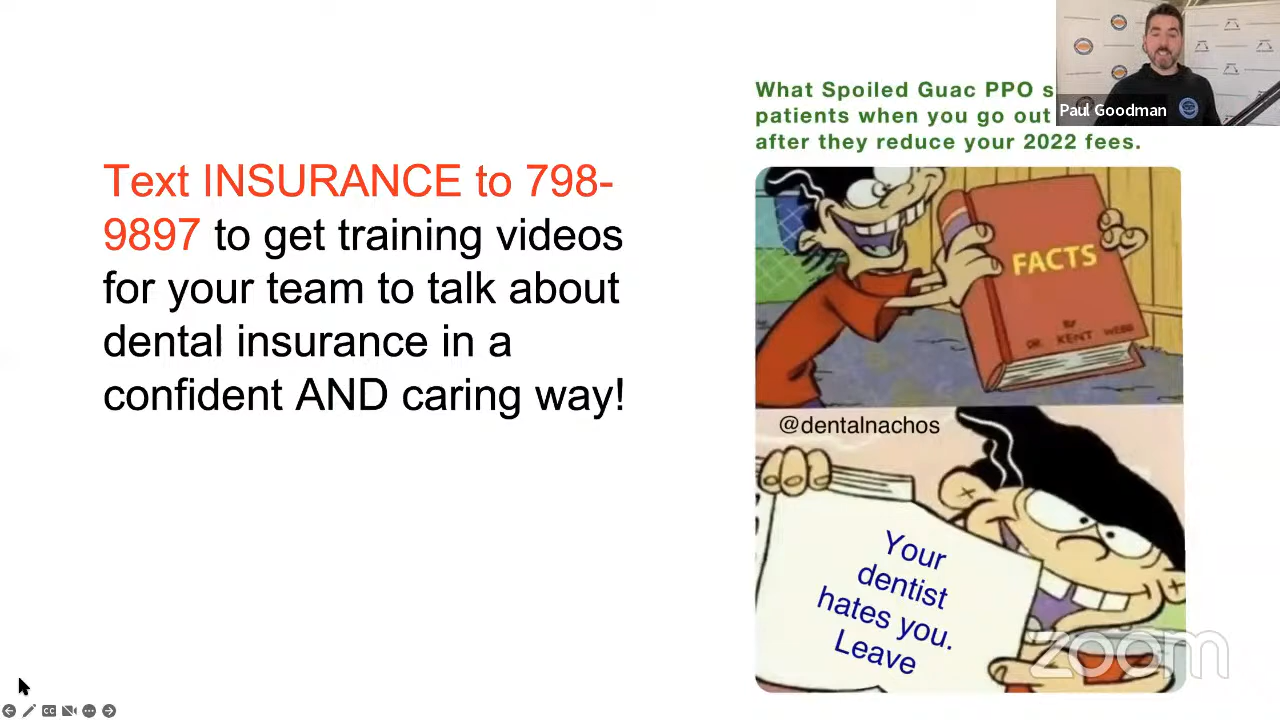 Text INSURANCE to 798-
9897 to get training videos
for your team to talk about
dental insurance in a
confident AND caring way!
What Spoiled Guac PPO
patients when you go out
after they reduce your 2022 fees.
Paul Goodman
FACTS
BY
DR. KENT WEBB
@dentalnachos
Your
dentist
hates you.
Leave
zoom
CC